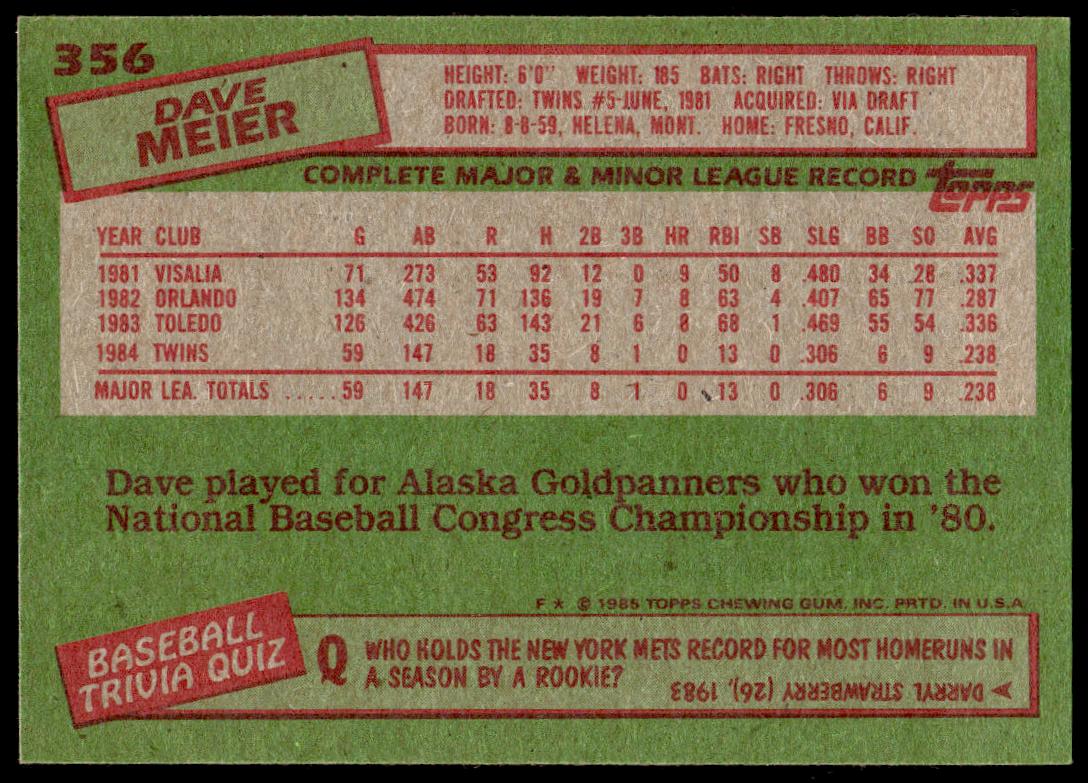 356
DAVE
MEIER
HEIGHT: 6'0" WEIGHT: 185 BATS: RIGHT THROWS: RIGHT
DRAFTED: TWINS #5-JUNE, 1981 ACQUIRED: VIA DRAFT
BORN: 8-8-59, HELENA, MONT. HOME: FRESNO, CALIF.
COMPLETE MAJOR & MINOR LEAGUE RECORD
topps
YEAR CLUB G AB R H 2B 3B HR RBI SB SLG BB SO AVG
1981 VISALIA 71 273 53 92 12 0 9 50 8 .480 34 28 .337
1982 ORLANDO 134 474 71 136 19 7 8 63 4 .407 65 77 .287
1983 TOLEDO 126 426 63 143 21 6 8 68 1 .469 55 54 .336
1984 TWINS 59 147 18 35 8 1 0 13 0 .306 6 9 .238
MAJOR LEA. TOTALS .....59 147 18 35 8 1 0 13 0 .306 6 9 .238
Dave played for Alaska Goldpanners who won the
National Baseball Congress Championship in '80.
F * © 1985 TOPPS CHEWING GUM, INC. PRTD. IN U.S.A
BASEBALL
TRIVIA QUIZ
Q WHO HOLDS THE NEW YORK METS RECORD FOR MOST HOMERUNS IN
A SEASON BY A ROOKIE?
DARRYL STRAWBERRY (26), 1983